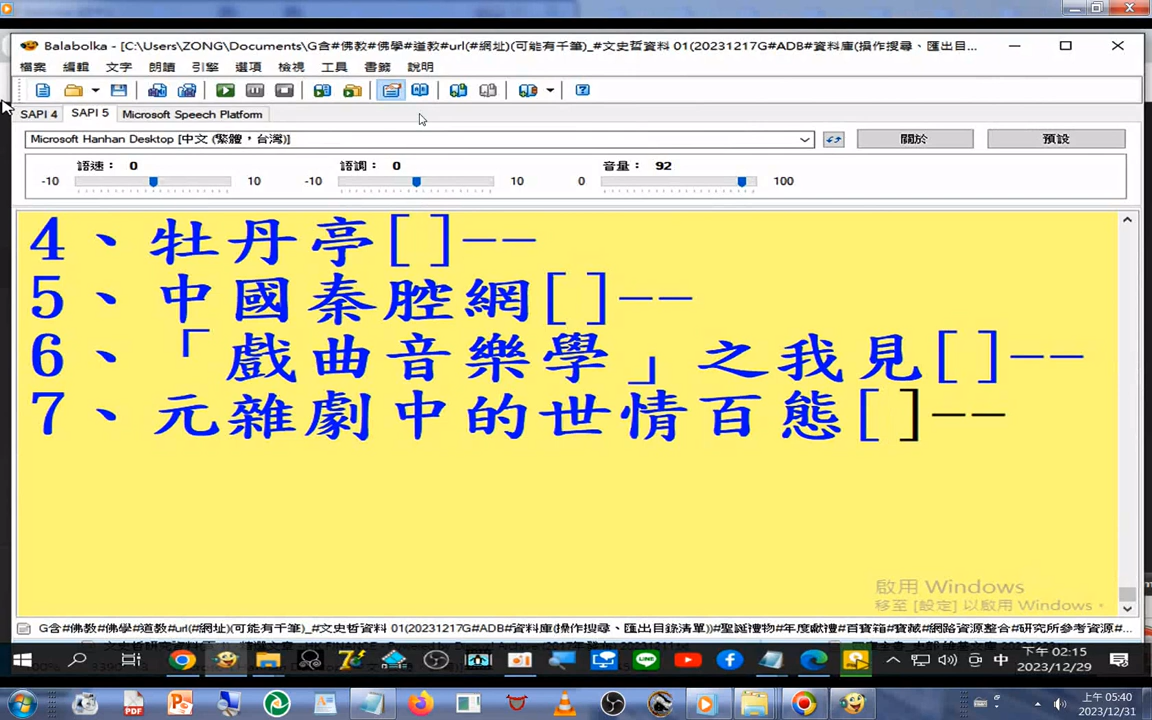 Balabolka - [C:\Users\ZONG\Documents\G含#佛教#佛學#道教#url(#網址)(可能有千筆)_#文史哲資料 01(20231217G#ADB#資料庫(操作搜尋、匯出目...
檔案 編輯 文字 朗讀 引擎 選項 檢視 工具 書籤 說明
SAPI 4 SAPI 5 Microsoft Speech Platform
Microsoft Hanhan Desktop [中文 (繁體，台灣)] 關於 預設
語速： 0 語調： 0 音量： 92
-10 10 -10 10 0 100
4、牡丹亭[]--
5、中國秦腔網[]--
6、「戲曲音樂學」之我見[]--
7、元雜劇中的世情百態[]--
啟用 Windows
移至 [設定] 以啟用 Windows。
G含#佛教#佛學#道教#url(#網址)(可能有千筆)_#文史哲資料 01(20231217G#ADB#資料庫(操作搜尋、匯出目錄清單))#聖誕禮物#年度獻禮#百寶箱#寶藏#網路資源整合#研究所參考資源#...
中 下午 02:15
2023/12/29
上午 05:40
2023/12/31